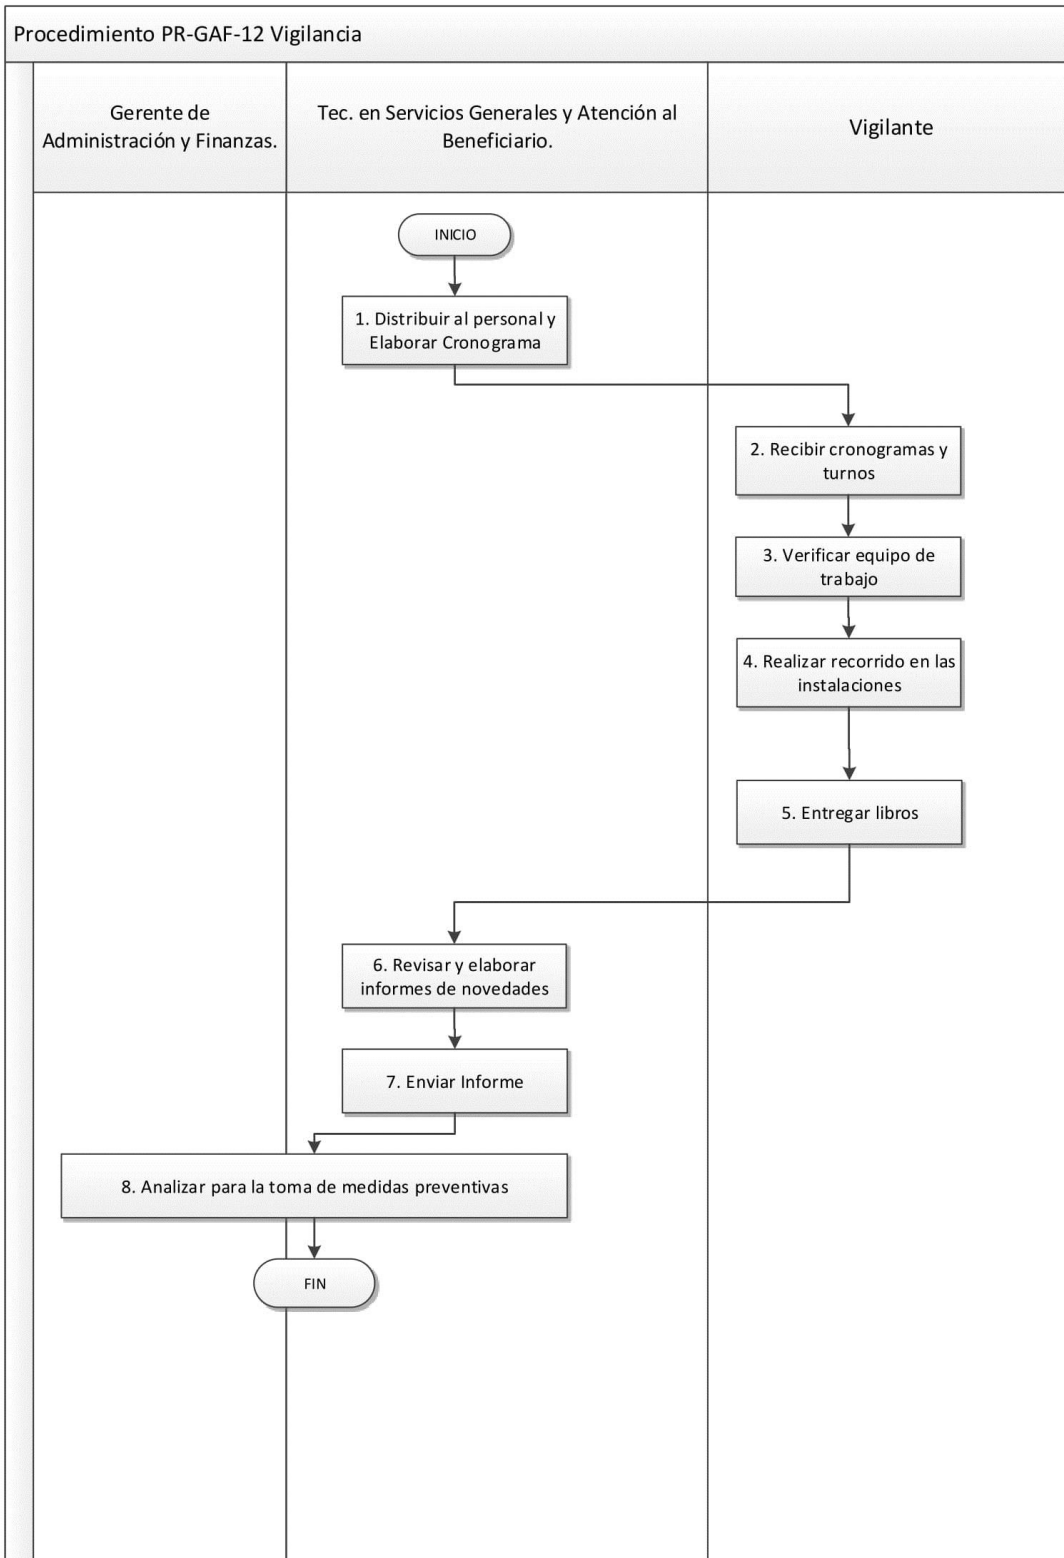 Procedimiento PR-GAF-12 Vigilancia
Gerente de
Administración y Finanzas.
Tec. en Servicios Generales y Atención al
Beneficiario.
Vigilante
INICIO
1. Distribuir al personal y
Elaborar Cronograma
2. Recibir cronogramas y
turnos
3. Verificar equipo de
trabajo
4. Realizar recorrido en las
instalaciones
5. Entregar libros
6. Revisar y elaborar
informes de novedades
7. Enviar Informe
8. Analizar para la toma de medidas preventivas
FIN